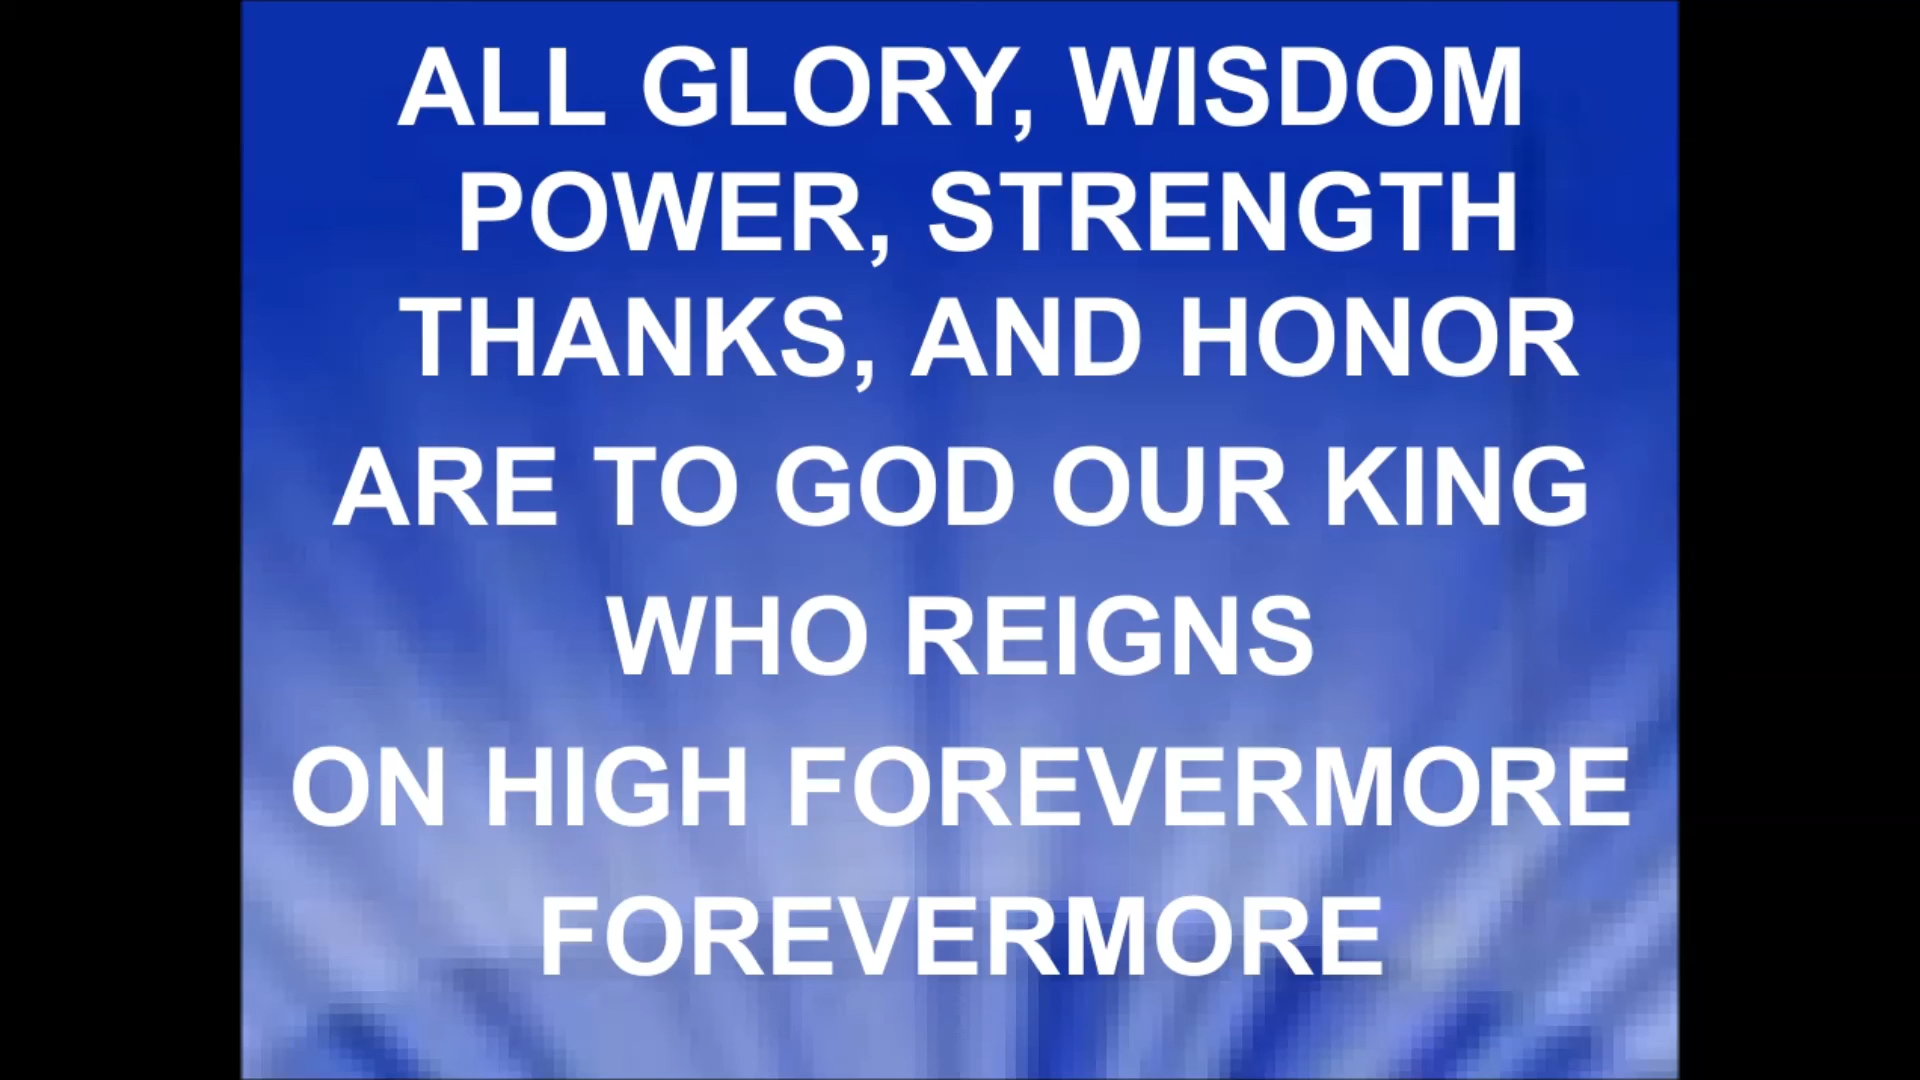 ALL GLORY, WISDOM
POWER, STRENGTH
THANKS, AND HONOR
ARE TO GOD OUR KING
WHO REIGNS
ON HIGH FOREVERMORE
FOREVERMORE